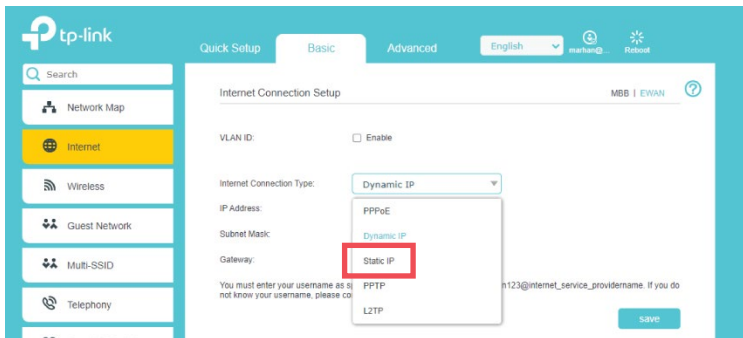 tp-link
Quick Setup Basic Advanced English marhan@... Reboot
Search
Internet Connection Setup MBB | EWAN ?
Network Map
VLAN ID: Enable
Internet
Internet Connection Type: Dynamic IP
Wireless
IP Address:
PPPoE
Guest Network
Subnet Mask:
Dynamic IP
Gateway:
Static IP
Multi-SSID
You must enter your username as s n123@internet_service_providername. If you do
PPTP
not know your username, please co
Telephony
L2TP
save